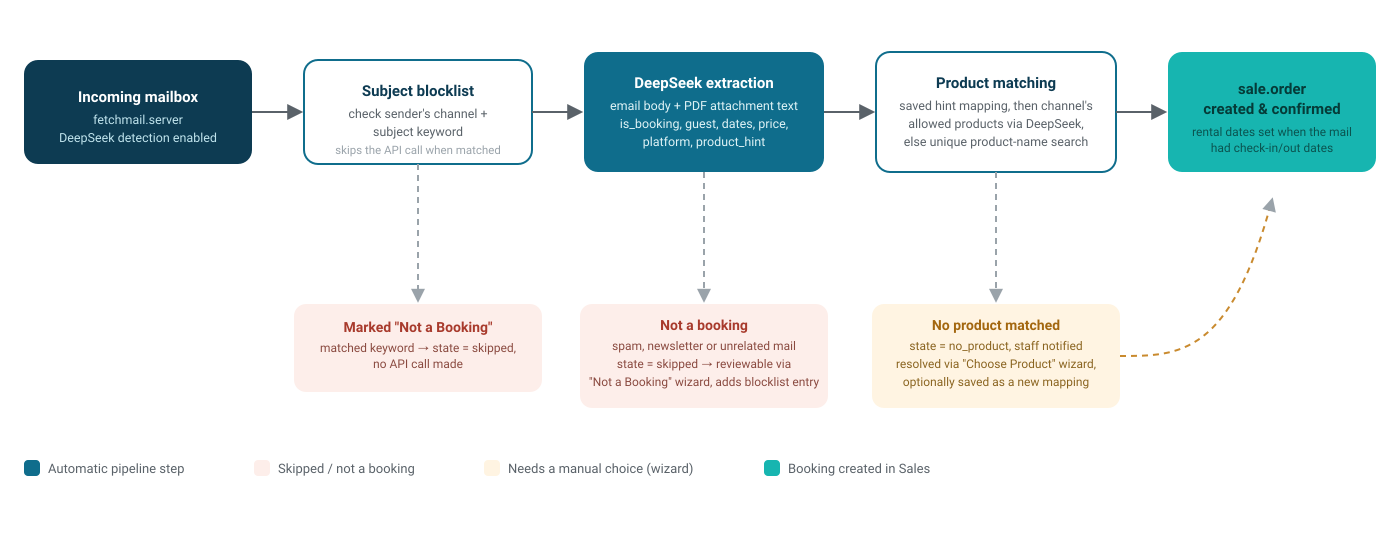 Incoming mailbox
fetchmail.server
DeepSeek detection enabled
Subject blocklist
check sender's channel +
subject keyword
skips the API call when matched
DeepSeek extraction
email body + PDF attachment text
is_booking, guest, dates, price,
platform, product_hint
Product matching
saved hint mapping, then channel's
allowed products via DeepSeek,
else unique product-name search
sale.order
created & confirmed
rental dates set when the mail
had check-in/out dates
Marked "Not a Booking"
matched keyword → state = skipped,
no API call made
Not a booking
spam, newsletter or unrelated mail
state = skipped → reviewable via
"Not a Booking" wizard, adds blocklist entry
No product matched
state = no_product, staff notified
resolved via "Choose Product" wizard,
optionally saved as a new mapping
Automatic pipeline step
Skipped / not a booking
Needs a manual choice (wizard)
Booking created in Sales